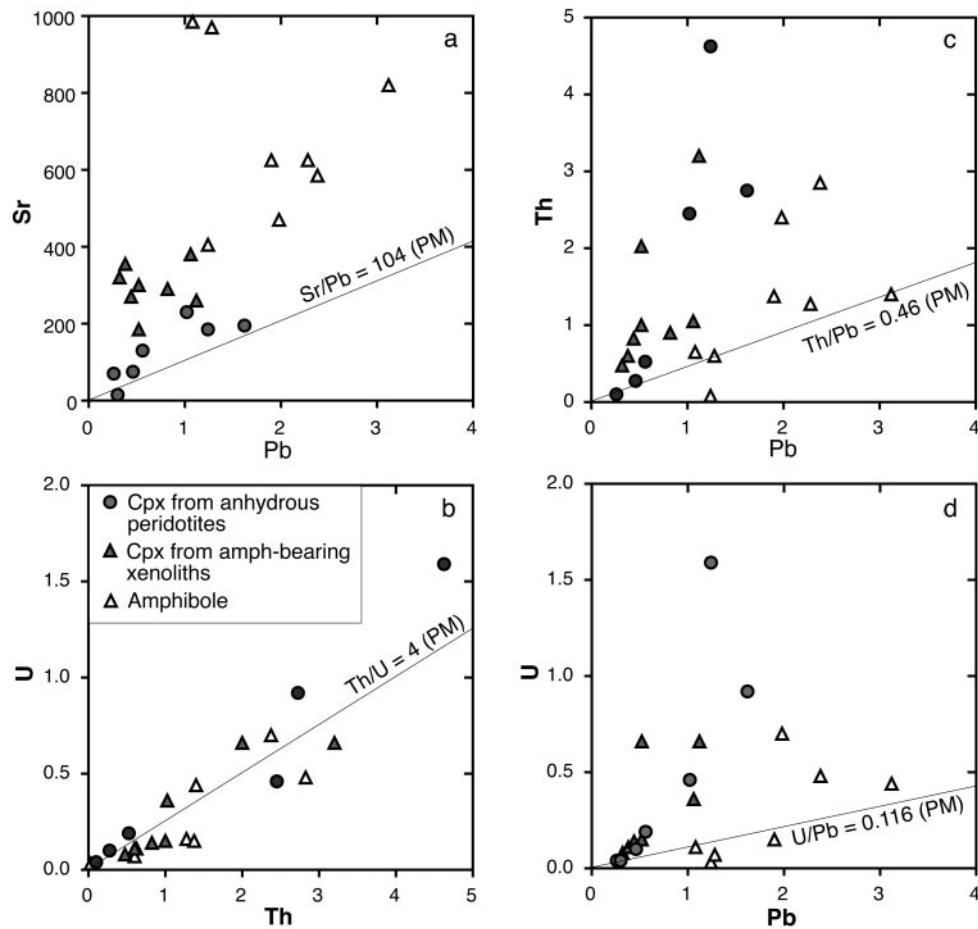 1000
800
600
400
200
0
Sr
a
Sr/Pb = 104 (PM)
0 1 2 3 4
Pb
5
4
3
2
1
0
Th
c
Th/Pb = 0.46 (PM)
0 1 2 3 4
Pb
2.0
1.5
1.0
0.5
0.0
U
b
Cpx from anhydrous
peridotites
Cpx from amph-bearing
xenoliths
Amphibole
Th/U = 4 (PM)
0 1 2 3 4 5
Th
2.0
1.5
1.0
0.5
0.0
U
d
U/Pb = 0.116 (PM)
0 1 2 3 4
Pb